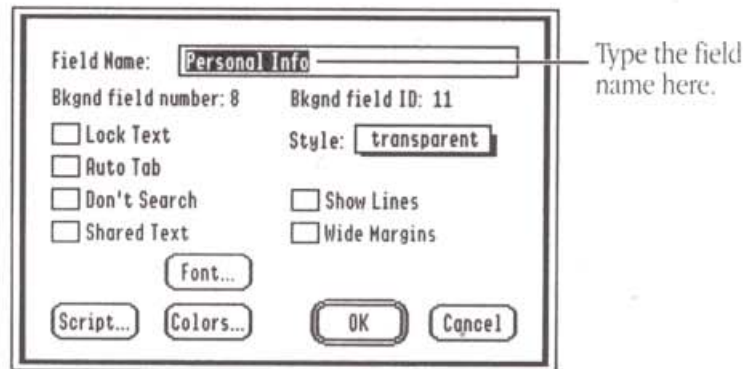 Field Name: Personal Info
Type the field
name here.
Bkgnd field number: 8 Bkgnd field ID: 11
Lock Text
Style: transparent
Auto Tab
Don't Search
Show Lines
Shared Text
Wide Margins
Font...
Script... Colors... OK Cancel